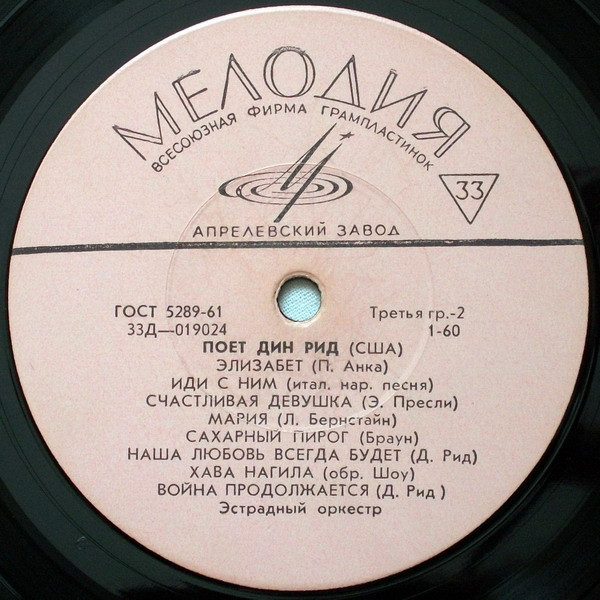 МЕЛОДИЯ
ВСЕСОЮЗНАЯ ФИРМА ГРАМПЛАСТИНОК
33
АПРЕЛЕВСКИЙ ЗАВОД
ГОСТ 5289-61 Третья гр.-2
33Д—019024 1-60
ПОЕТ ДИН РИД (США)
ЭЛИЗАБЕТ (П. Анка)
ИДИ С НИМ (итал. нар. песня)
СЧАСТЛИВАЯ ДЕВУШКА (Э. Пресли)
МАРИЯ (Л. Бернстайн)
САХАРНЫЙ ПИРОГ (Браун)
НАША ЛЮБОВЬ ВСЕГДА БУДЕТ (Д. Рид)
ХАВА НАГИЛА (обр. Шоу)
ВОЙНА ПРОДОЛЖАЕТСЯ (Д. Рид )
Эстрадный оркестр